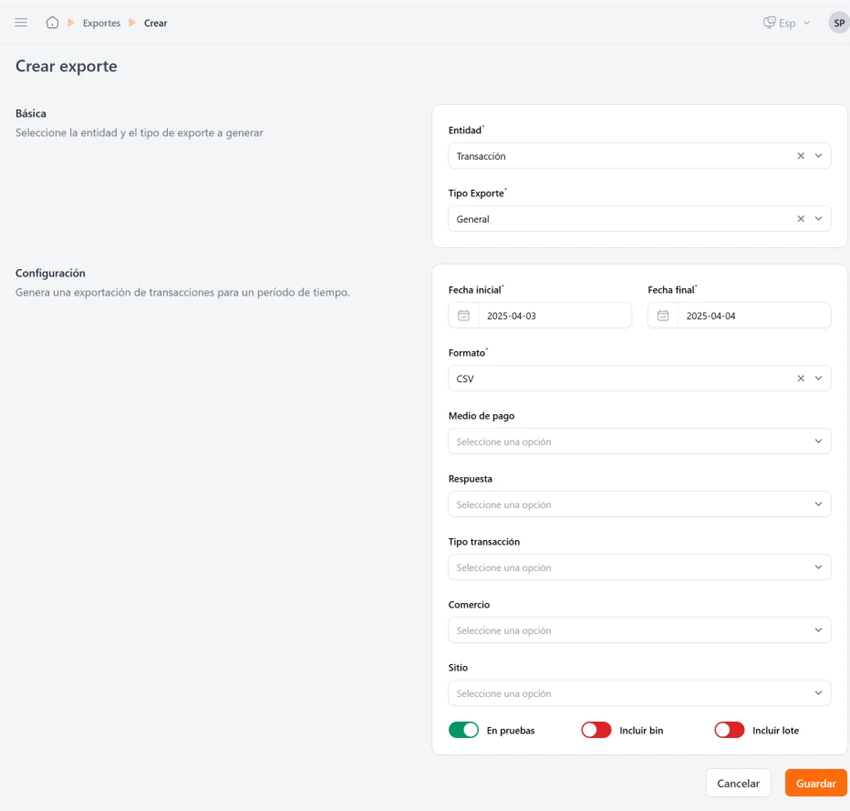 Exportes Crear
Esp
SP
Crear exporte
Básica
Seleccione la entidad y el tipo de exporte a generar
Entidad*
Transacción
Tipo Exporte*
General
Configuración
Genera una exportación de transacciones para un período de tiempo.
Fecha inicial* Fecha final*
2025-04-03 2025-04-04
Formato*
CSV
Medio de pago
Seleccione una opción
Respuesta
Seleccione una opción
Tipo transacción
Seleccione una opción
Comercio
Seleccione una opción
Sitio
Seleccione una opción
En pruebas Incluir bin Incluir lote
Cancelar Guardar